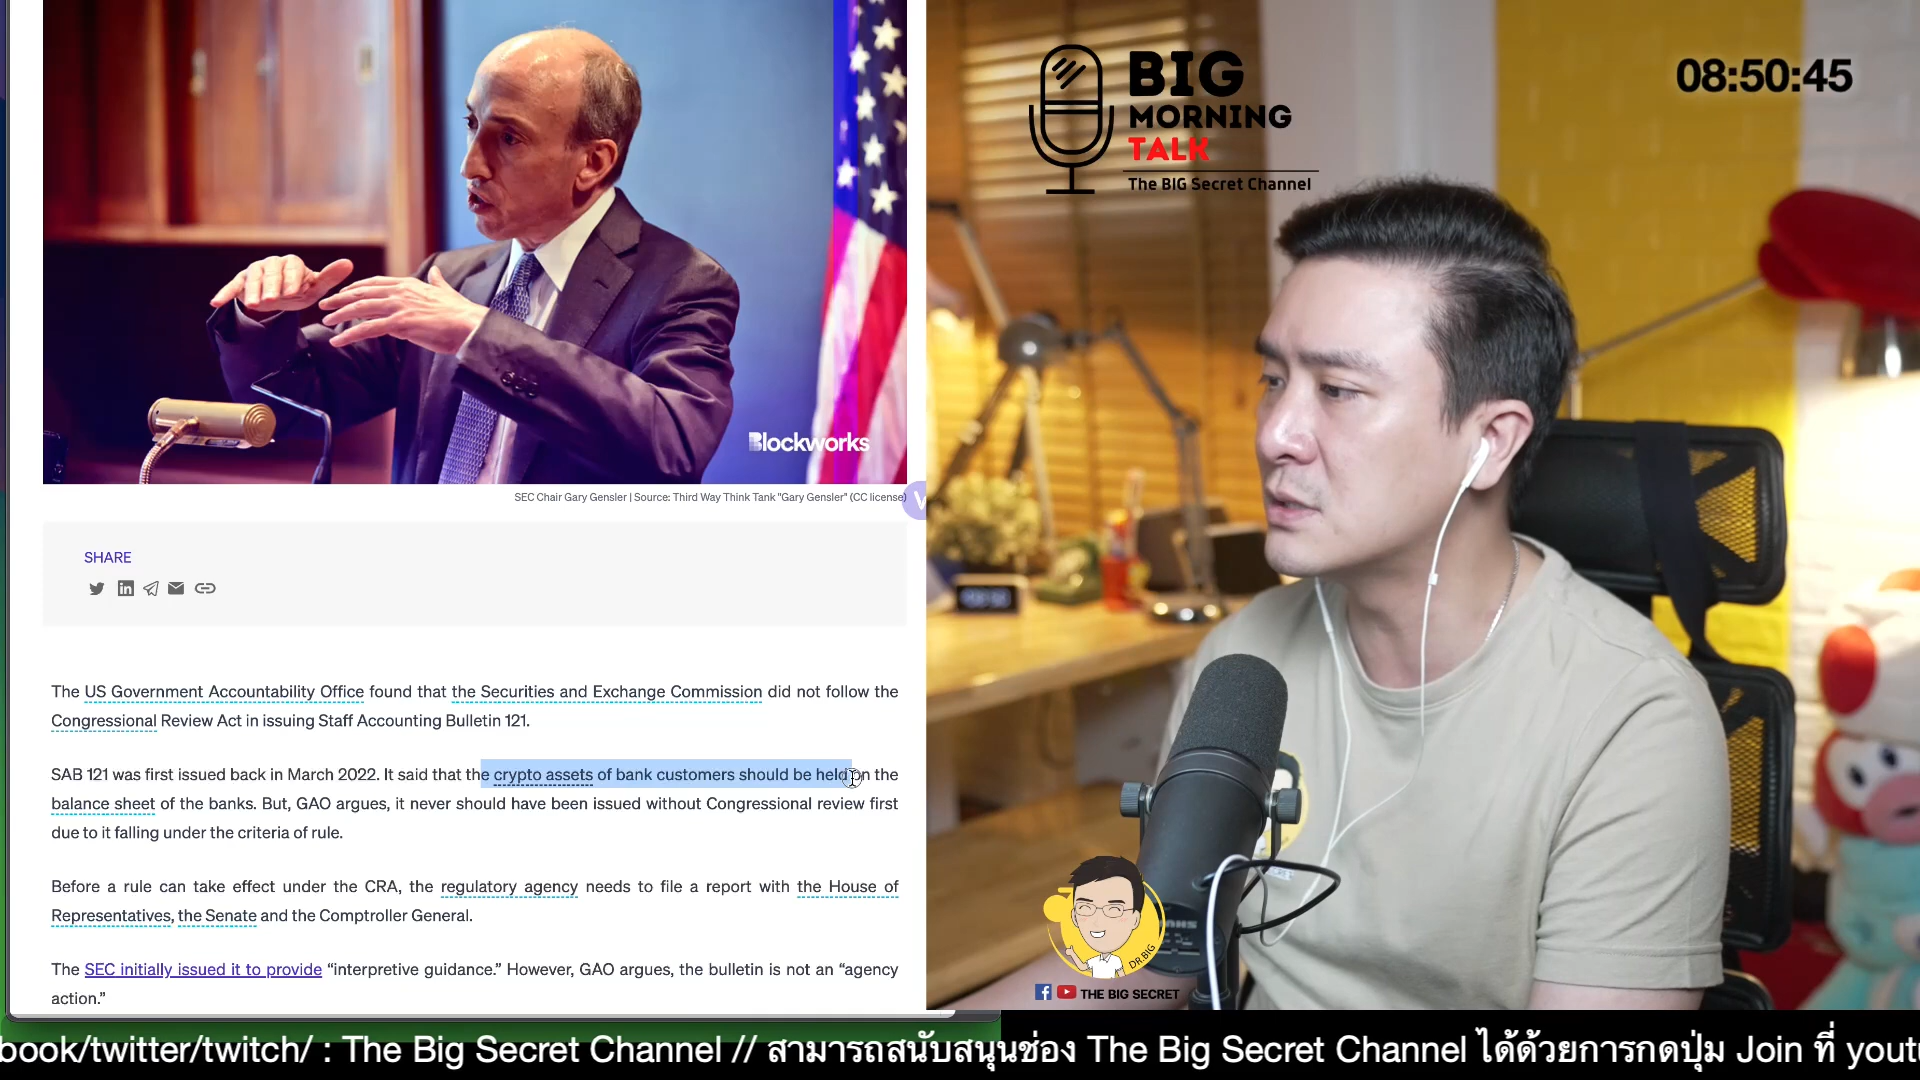 Blockworks
SEC Chair Gary Gensler | Source: Third Way Think Tank "Gary Gensler" (CC license)
SHARE
The US Government Accountability Office found that the Securities and Exchange Commission did not follow the
Congressional Review Act in issuing Staff Accounting Bulletin 121.
SAB 121 was first issued back in March 2022. It said that the crypto assets of bank customers should be held on the
balance sheet of the banks. But, GAO argues, it never should have been issued without Congressional review first
due to it falling under the criteria of rule.
Before a rule can take effect under the CRA, the regulatory agency needs to file a report with the House of
Representatives, the Senate and the Comptroller General.
The SEC initially issued it to provide “interpretive guidance.” However, GAO argues, the bulletin is not an “agency
action.”
BIG
MORNING
TALK
The BIG Secret Channel
08:50:45
DR.BIG
THE BIG SECRET
book/twitter/twitch/ : The Big Secret Channel // สามารถสนับสนุนช่อง The Big Secret Channel ได้ด้วยการกดปุ่ม Join ที่ yout